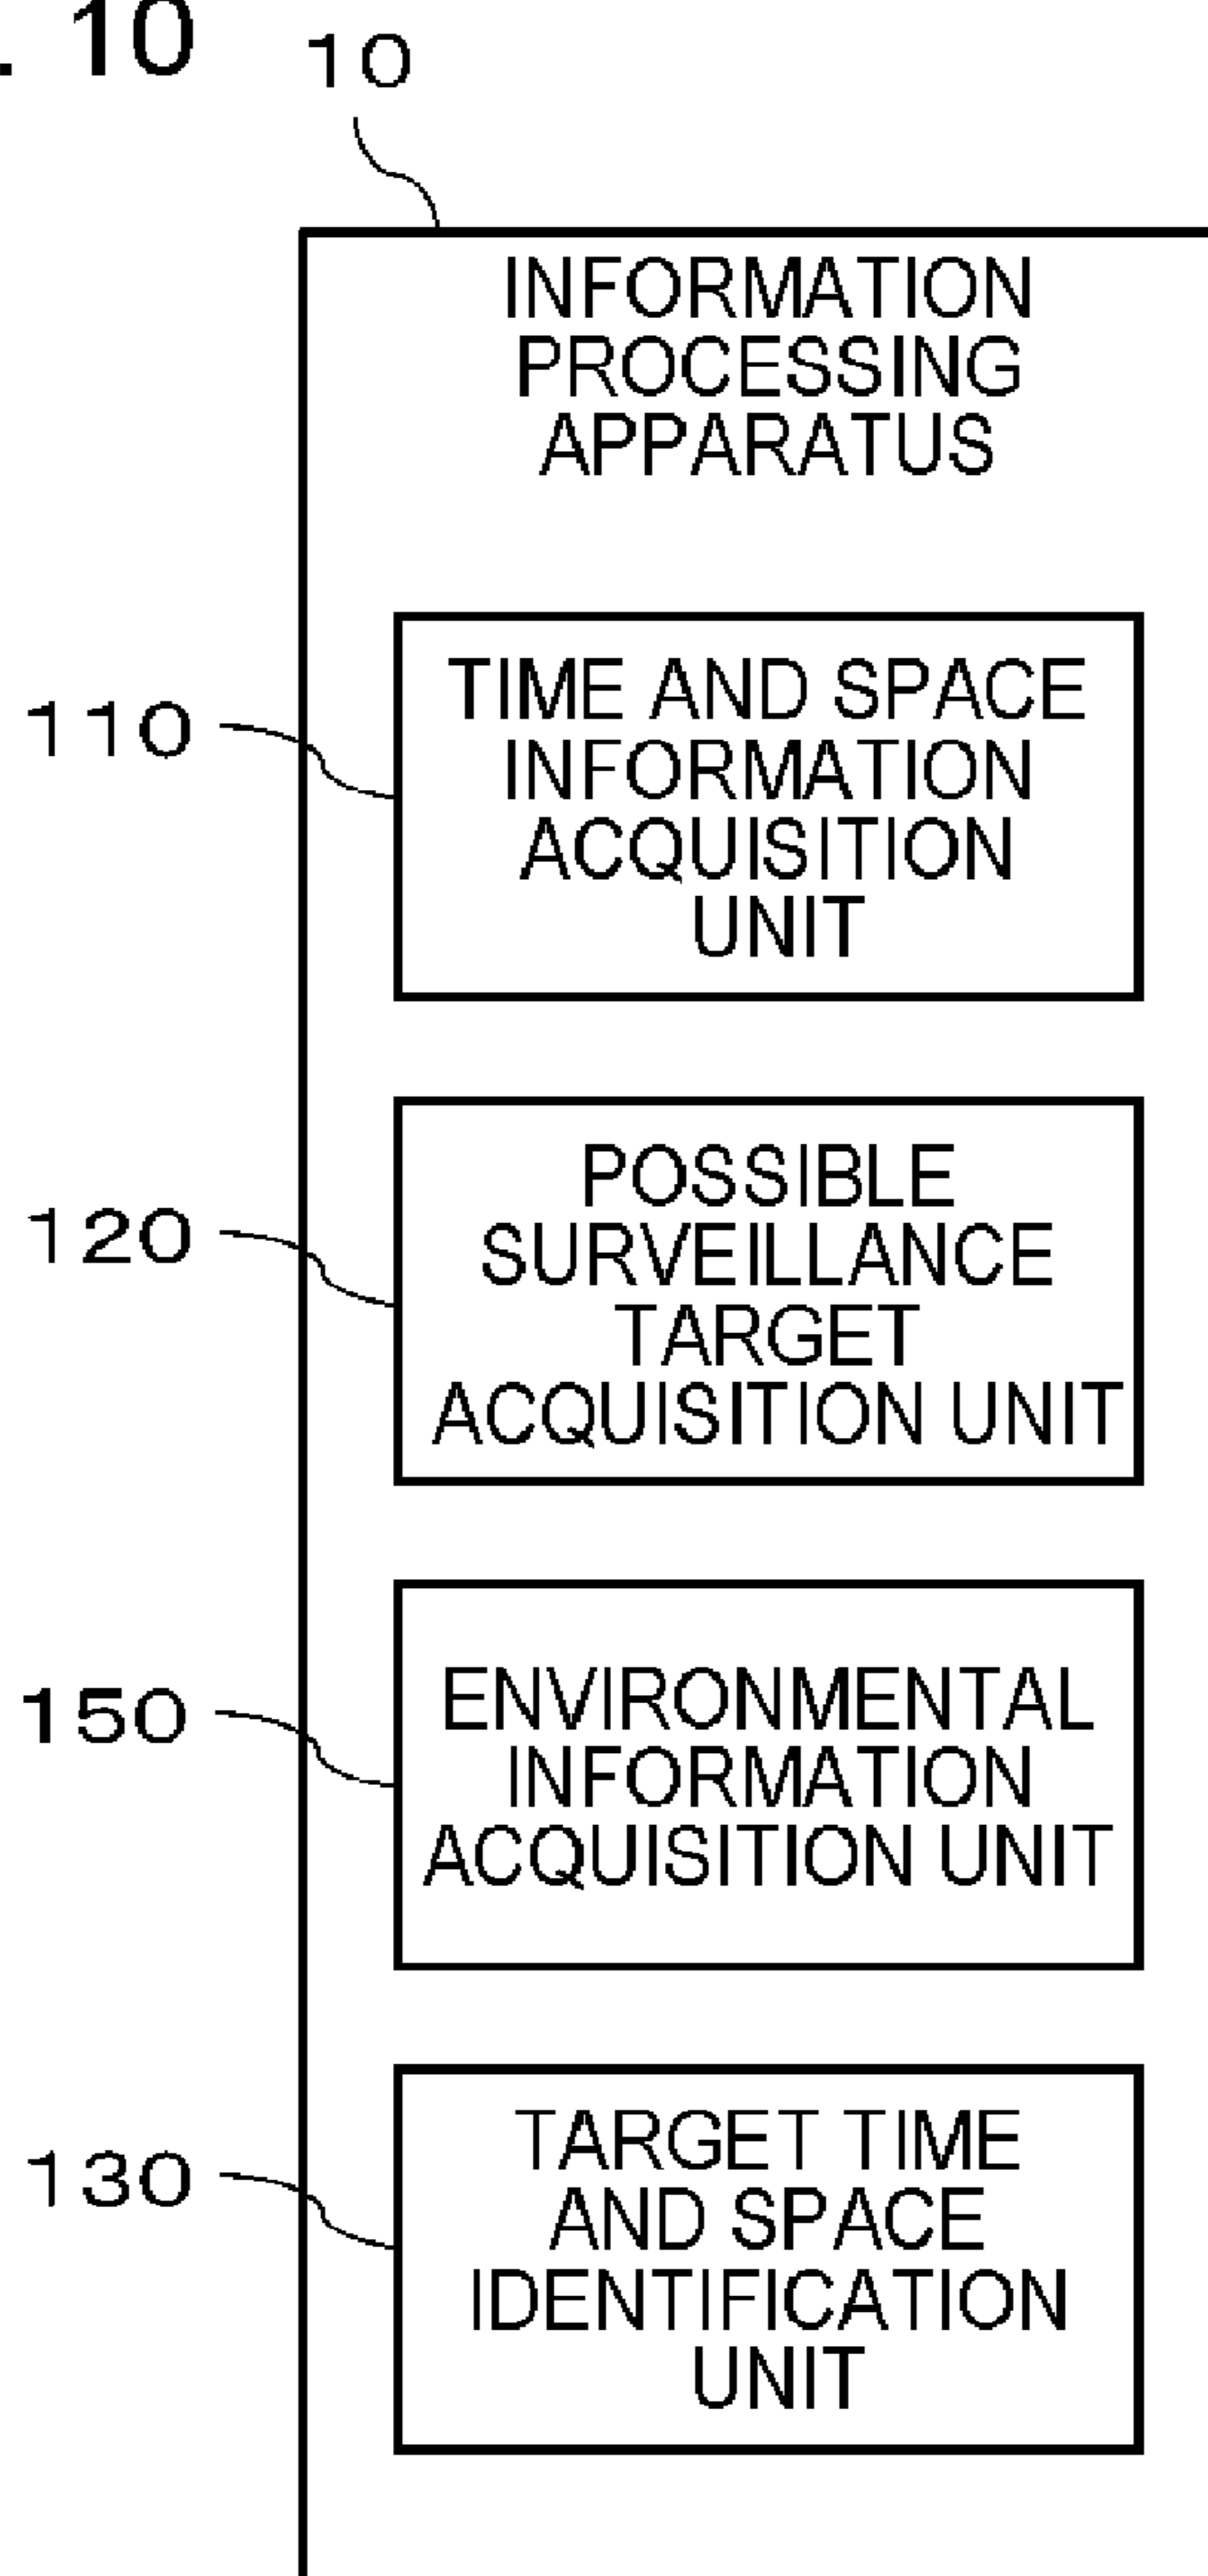 . 10
10
INFORMATION
PROCESSING
APPARATUS
110
TIME AND SPACE
INFORMATION
ACQUISITION
UNIT
120
POSSIBLE
SURVEILLANCE
TARGET
ACQUISITION UNIT
150
ENVIRONMENTAL
INFORMATION
ACQUISITION UNIT
130
TARGET TIME
AND SPACE
IDENTIFICATION
UNIT